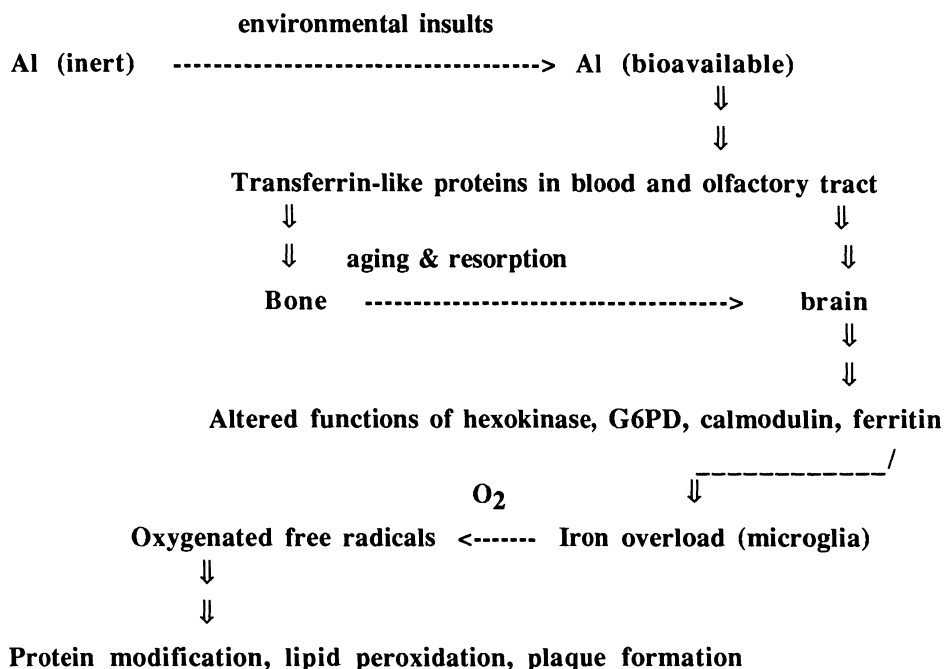 environmental insults
Al (inert) ----------------------------------> Al (bioavailable)
⇓
⇓
Transferrin-like proteins in blood and olfactory tract
⇓ ⇓
⇓ aging & resorption ⇓
Bone ----------------------------------> brain
⇓
⇓
Altered functions of hexokinase, G6PD, calmodulin, ferritin
_____________/
O2 ⇓
Oxygenated free radicals <------- Iron overload (microglia)
⇓
⇓
Protein modification, lipid peroxidation, plaque formation